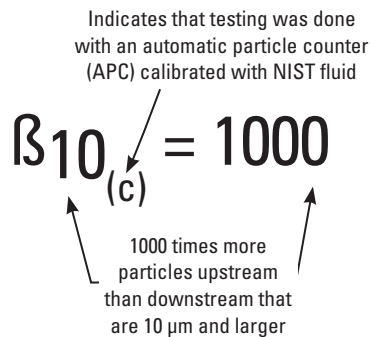 Indicates that testing was done
with an automatic particle counter
(APC) calibrated with NIST fluid
ß10(c) = 1000
1000 times more
particles upstream
than downstream that
are 10 µm and larger